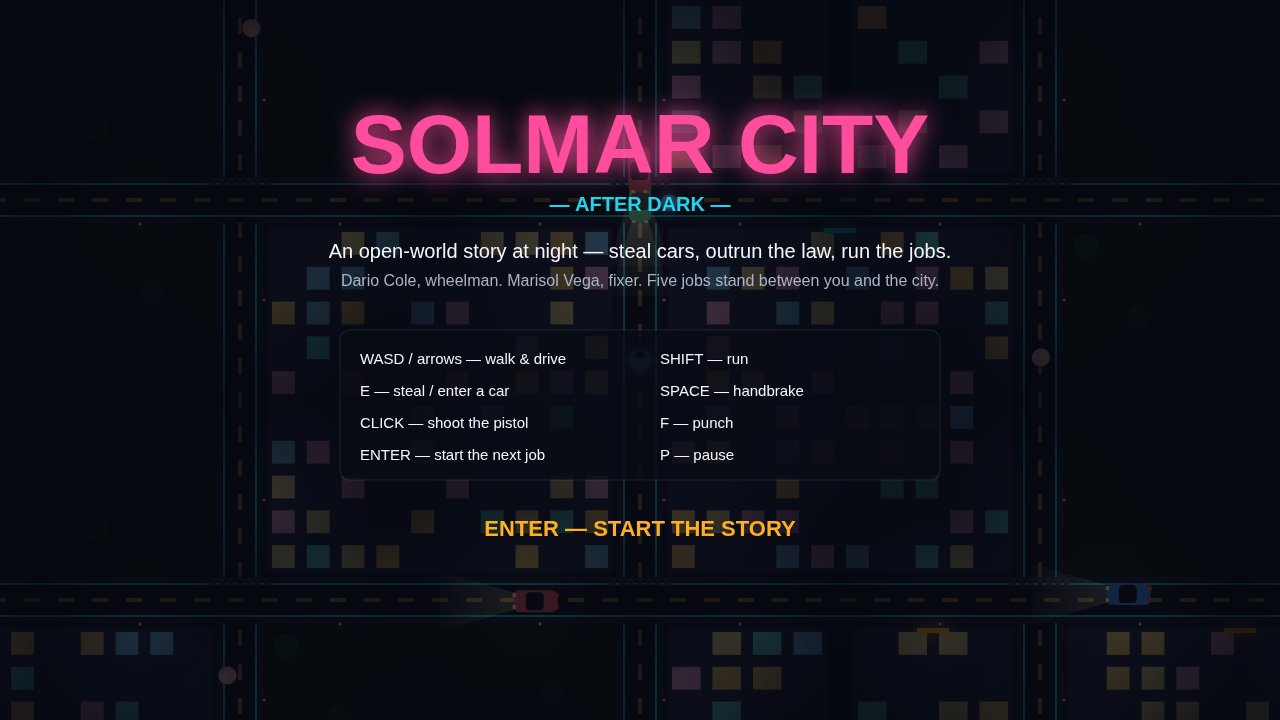 SOLMAR CITY
— AFTER DARK —
An open-world story at night — steal cars, outrun the law, run the jobs.
Dario Cole, wheelman. Marisol Vega, fixer. Five jobs stand between you and the city.
WASD / arrows — walk & drive
SHIFT — run
E — steal / enter a car
SPACE — handbrake
CLICK — shoot the pistol
F — punch
ENTER — start the next job
P — pause
ENTER — START THE STORY